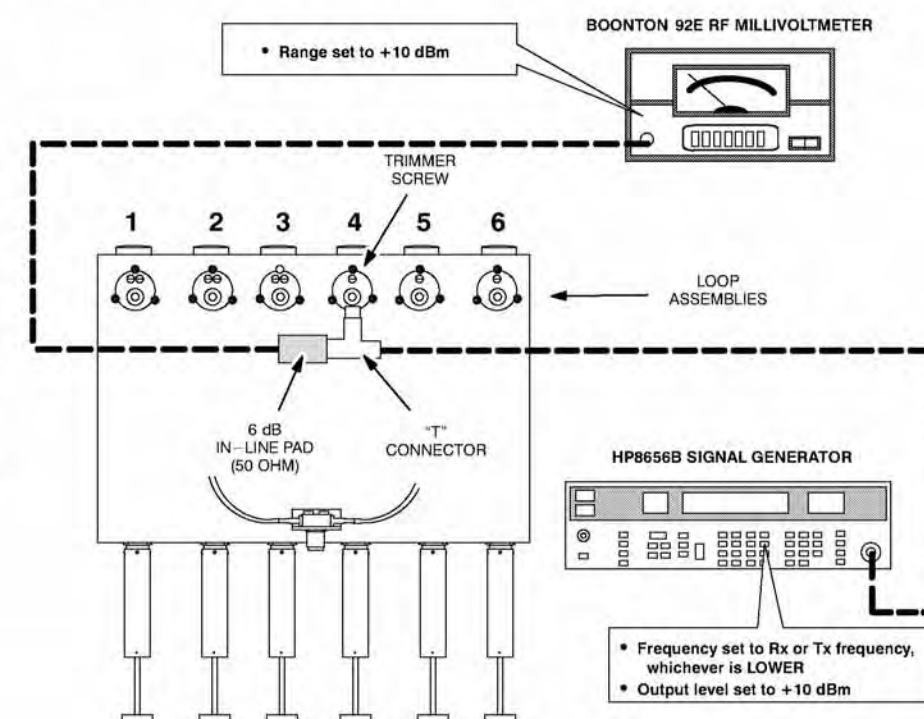 BOONTON 92E RF MILLIVOLTMETER
• Range set to +10 dBm
TRIMMER
SCREW
1 2 3 4 5 6
LOOP
ASSEMBLIES
6 dB
IN–LINE PAD
(50 OHM)
"T"
CONNECTOR
HP8656B SIGNAL GENERATOR
• Frequency set to Rx or Tx frequency,
whichever is LOWER
• Output level set to +10 dBm